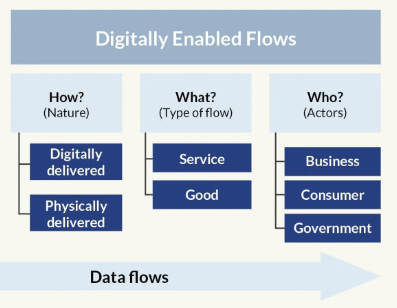 Digitally Enabled Flows
How?
(Nature)
Digitally
delivered
Physically
delivered
What?
(Type of flow)
Service
Good
Who?
(Actors)
Business
Consumer
Government
Data flows